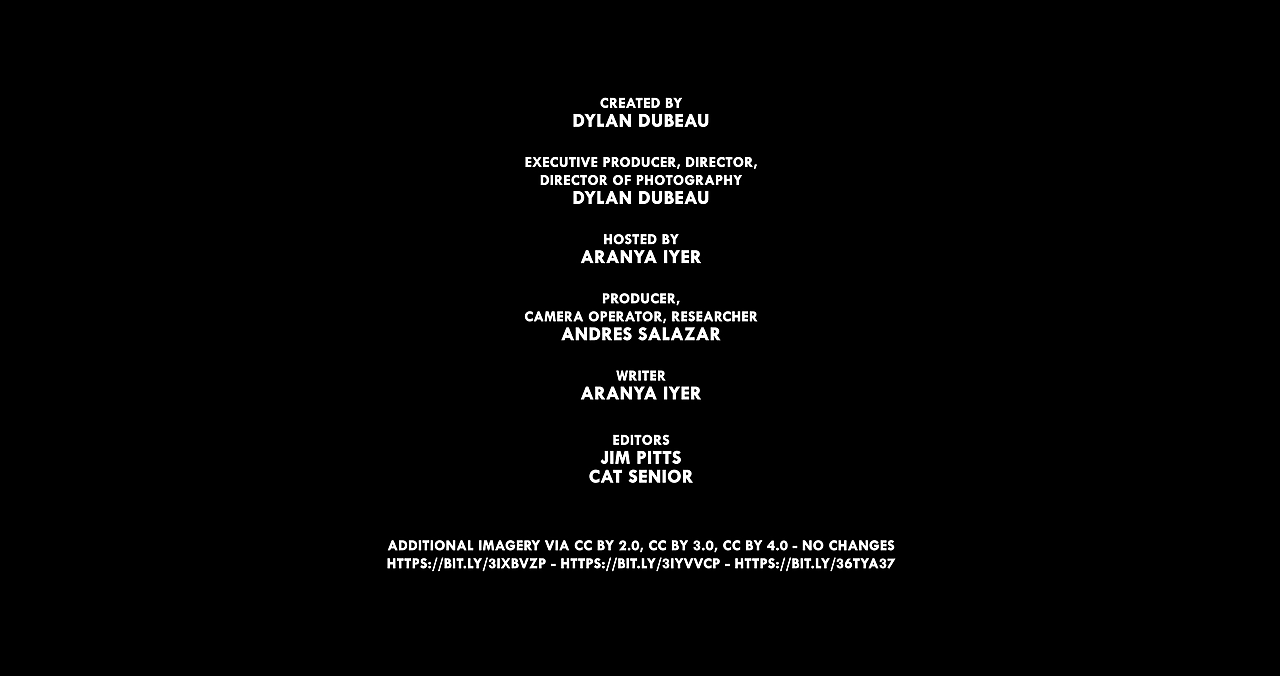 CREATED BY
DYLAN DUBEAU
EXECUTIVE PRODUCER, DIRECTOR,
DIRECTOR OF PHOTOGRAPHY
DYLAN DUBEAU
HOSTED BY
ARANYA IYER
PRODUCER,
CAMERA OPERATOR, RESEARCHER
ANDRES SALAZAR
WRITER
ARANYA IYER
EDITORS
JIM PITTS
CAT SENIOR
ADDITIONAL IMAGERY VIA CC BY 2.0, CC BY 3.0, CC BY 4.0 - NO CHANGES
HTTPS://BIT.LY/3IXBVZP - HTTPS://BIT.LY/3IYVVCP - HTTPS://BIT.LY/36TYA37